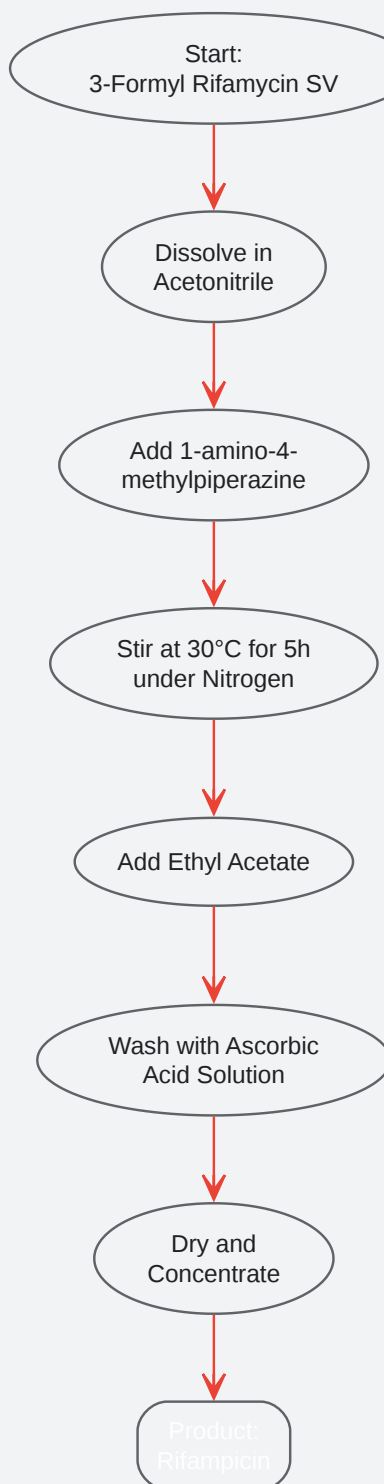 Start:
3-Formyl Rifamycin SV
Dissolve in
Acetonitrile
Add 1-amino-4-
methylpiperazine
Stir at 30°C for 5h
under Nitrogen
Add Ethyl Acetate
Wash with Ascorbic
Acid Solution
Dry and
Concentrate
Product:
Rifampicin